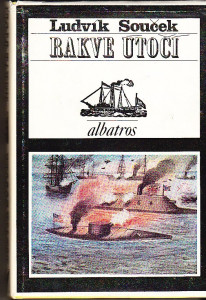 Ludvík Souček
RAKVE ÚTOČÍ
albatros